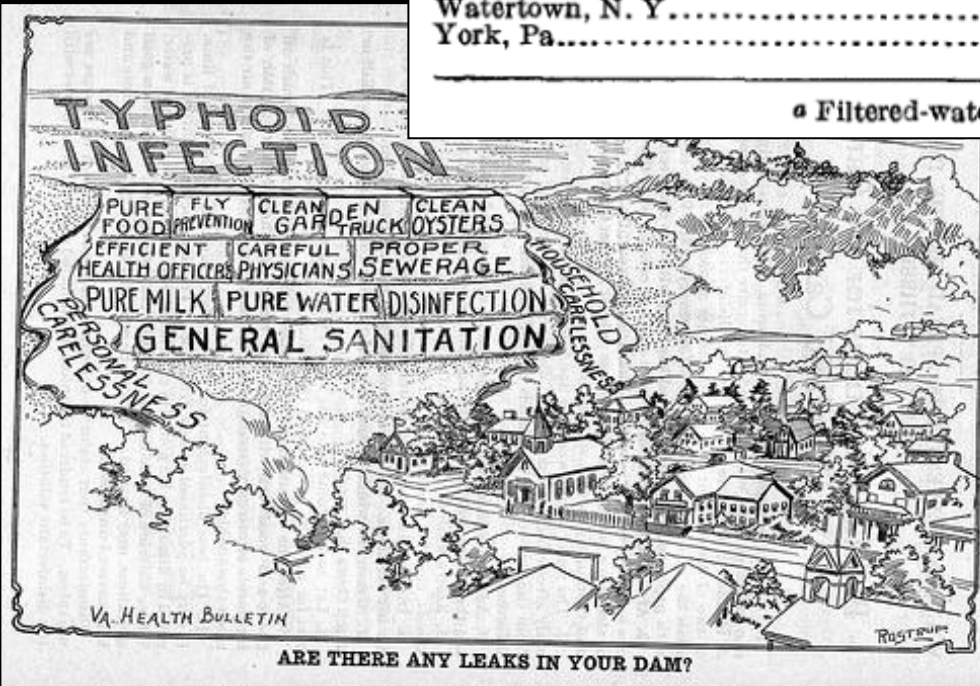 Watertown, N. Y
York, Pa
a Filtered-wat
TYPHOID
INFECTION
PURE FOOD
FLY PREVENTION
CLEAN GARDEN TRUCK
CLEAN OYSTERS
EFFICIENT HEALTH OFFICERS
CAREFUL PHYSICIANS
PROPER SEWERAGE
PURE MILK
PURE WATER
DISINFECTION
GENERAL SANITATION
PERSONAL CARELESSNESS
HOUSEHOLD CARELESSNESS
VA. HEALTH BULLETIN
ROSTRUP
ARE THERE ANY LEAKS IN YOUR DAM?